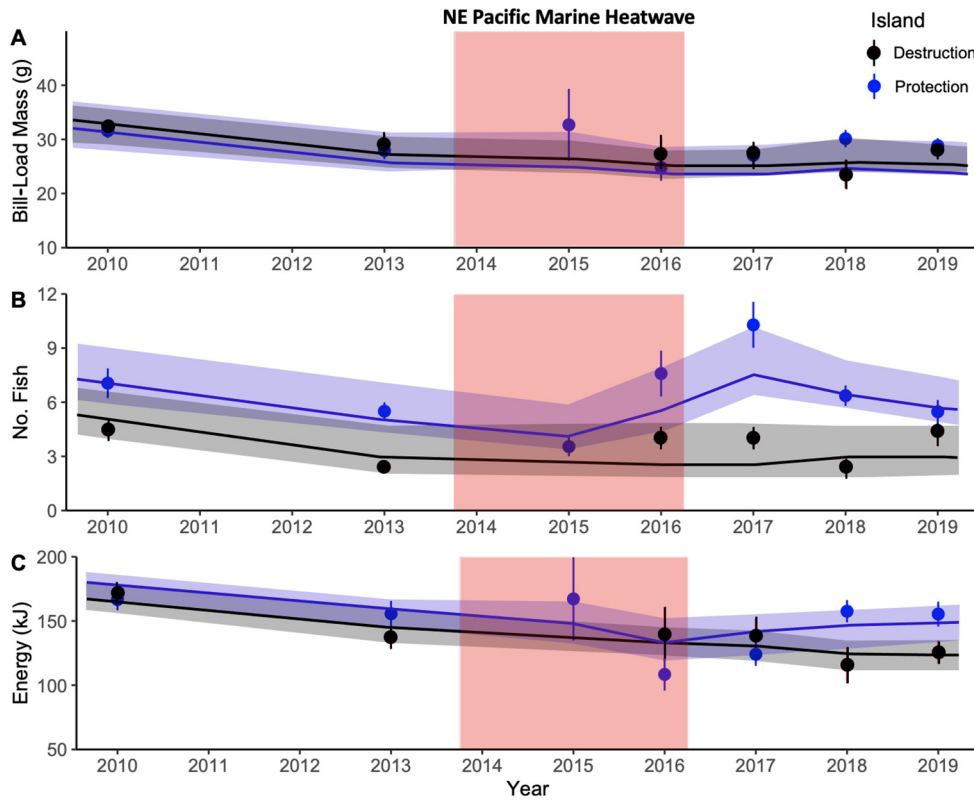 NE Pacific Marine Heatwave
Island
Destruction
Protection
A
Bill-Load Mass (g)
40
30
20
10
2010 2011 2012 2013 2014 2015 2016 2017 2018 2019
B
No. Fish
12
9
6
3
0
2010 2011 2012 2013 2014 2015 2016 2017 2018 2019
C
Energy (kJ)
200
150
100
50
2010 2011 2012 2013 2014 2015 2016 2017 2018 2019
Year